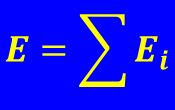 E = ∑ Eᵢ